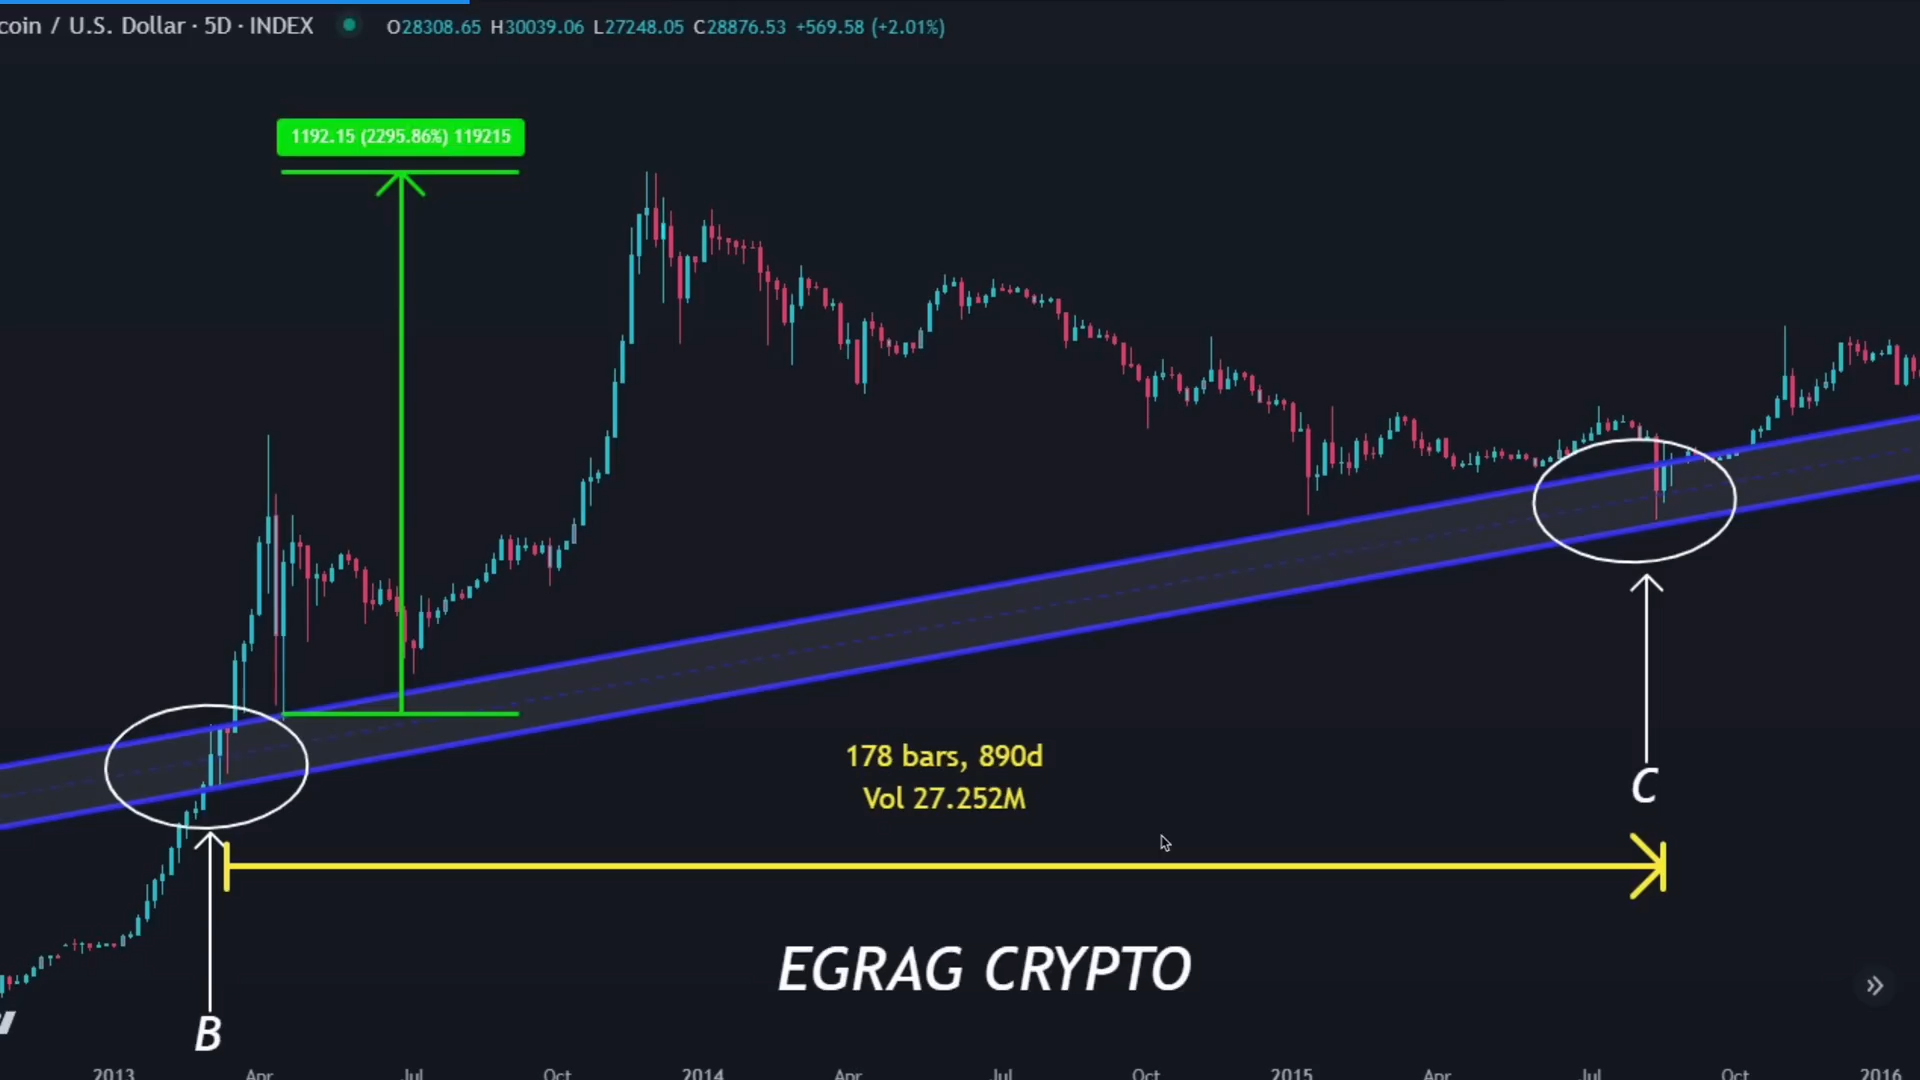 coin / U.S. Dollar · 5D · INDEX O28308.65 H30039.06 L27248.05 C28876.53 +569.58 (+2.01%)
1192.15 (2295.86%) 119215
178 bars, 890d
Vol 27.252M
C
EGRAG CRYPTO
B
2013 Apr Jul Oct 2014 Apr Jul Oct 2015 Apr Jul Oct 2016